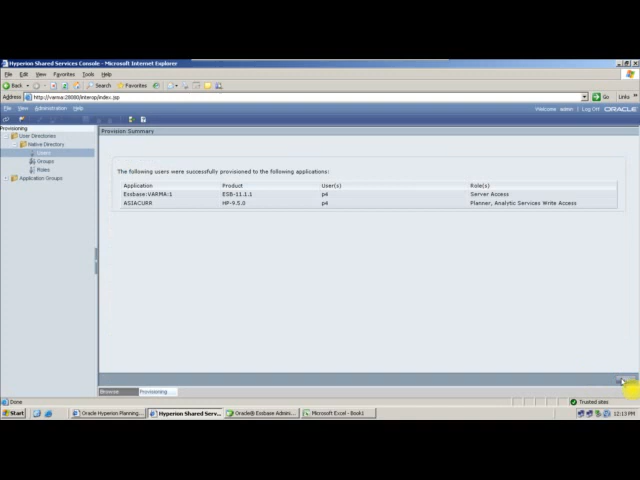 Hyperion Shared Services Console - Microsoft Internet Explorer
File Edit View Favorites Tools Help
Back Search Favorites
Address http://varma:28080/interop/index.jsp Go Links »
File View Administration Help Welcome admin | Log Off ORACLE
Provisioning
Provision Summary
User Directories
Native Directory
Users
Groups
Roles
Application Groups
The following users were successfully provisioned to the following applications:
Application Product User(s) Role(s)
Essbase:VARMA:1 ESB-11.1.1 p4 Server Access
ASIACURR HP-9.5.0 p4 Planner, Analytic Services Write Access
Browse Provisioning
Done Trusted sites
Start Oracle Hyperion Planning... Hyperion Shared Serv... Oracle® Essbase Admini... Microsoft Excel - Book1 12:13 PM